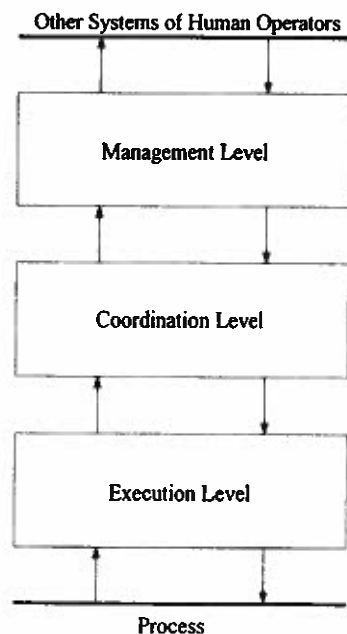 Other Systems of Human Operators
Management Level
Coordination Level
Execution Level
Process